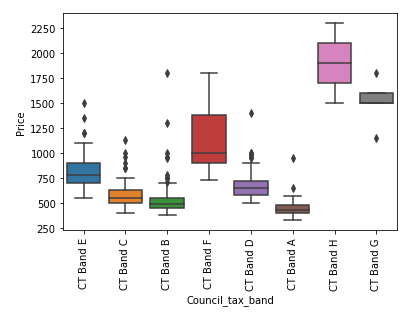 2250
2000
1750
1500
1250
1000
750
500
250
Price
CT Band E
CT Band C
CT Band B
CT Band F
CT Band D
CT Band A
CT Band H
CT Band G
Council_tax_band